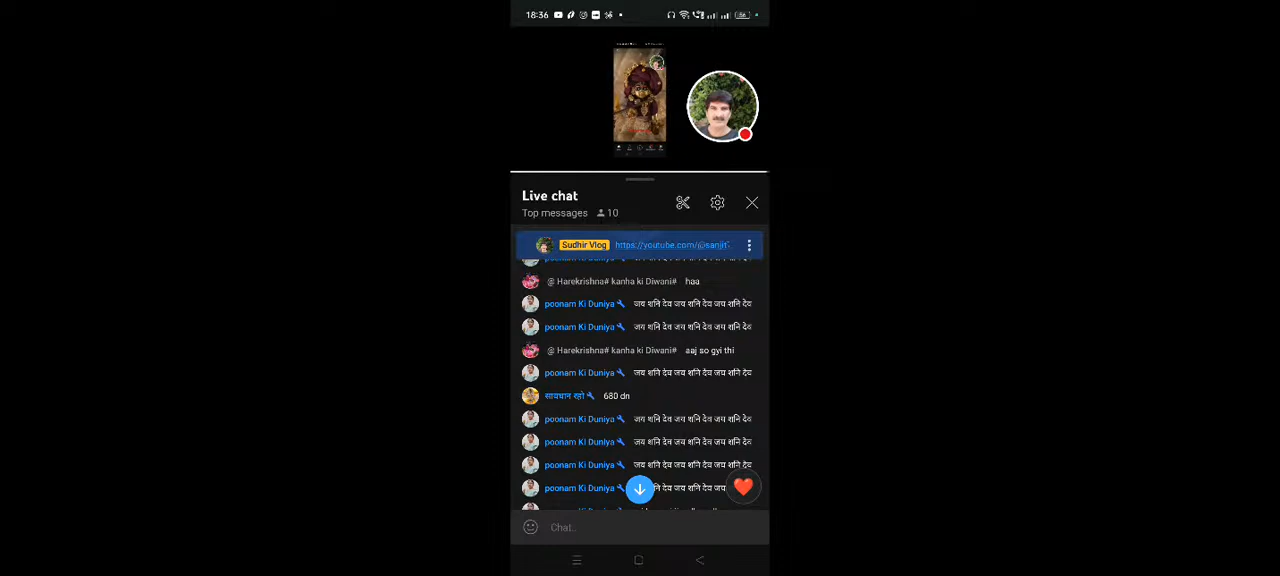 18:36
Live chat
Top messages 10
Sudhir Vlog https://youtube.com/@sanjit
@ Harekrishna# kanha ki Diwani# haa
poonam Ki Duniya जय शनि देव जय शनि देव जय शनि देव
poonam Ki Duniya जय शनि देव जय शनि देव जय शनि देव
@ Harekrishna# kanha ki Diwani# aaj so gyi thi
poonam Ki Duniya जय शनि देव जय शनि देव जय शनि देव
सावधान रहो 680 dn
poonam Ki Duniya जय शनि देव जय शनि देव जय शनि देव
poonam Ki Duniya जय शनि देव जय शनि देव जय शनि देव
poonam Ki Duniya जय शनि देव जय शनि देव जय शनि देव
poonam Ki Duniya शनि देव जय शनि देव जय
Chat..